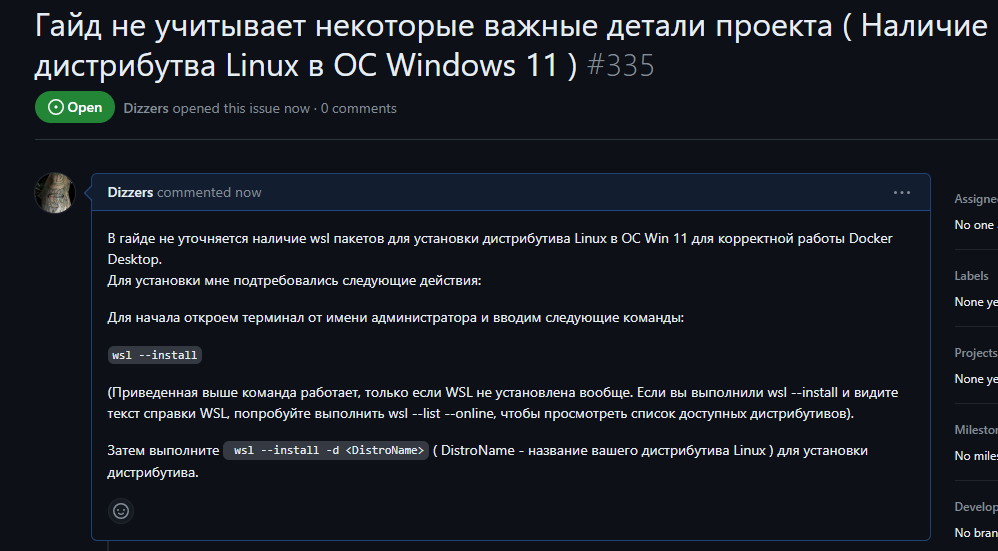 Гайд не учитывает некоторые важные детали проекта ( Наличие
дистрибутва Linux в ОС Windows 11 ) #335
Open Dizzers opened this issue now · 0 comments
Dizzers commented now
В гайде не уточняется наличие wsl пакетов для установки дистрибутива Linux в ОС Win 11 для корректной работы Docker
Desktop.
Для установки мне подтребовались следующие действия:
Для начала откроем терминал от имени администратора и вводим следующие команды:
wsl --install
(Приведенная выше команда работает, только если WSL не установлена вообще. Если вы выполнили wsl --install и видите
текст справки WSL, попробуйте выполнить wsl --list --online, чтобы просмотреть список доступных дистрибутивов).
Затем выполните wsl --install -d <DistroName> ( DistroName - название вашего дистрибутива Linux ) для установки
дистрибутива.
Assigne
No one
Labels
None ye
Projects
None ye
Milesto
No miles
Develop
No bran